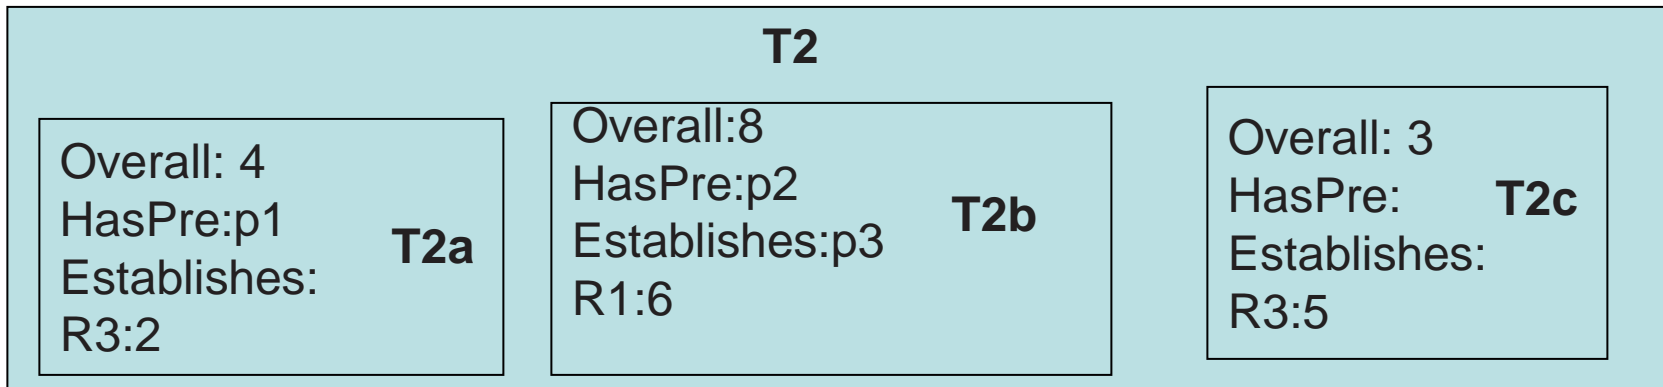 T2
Overall: 4
HasPre:p1
Establishes:
R3:2
T2a
Overall:8
HasPre:p2
Establishes:p3
R1:6
T2b
Overall: 3
HasPre:
Establishes:
R3:5
T2c